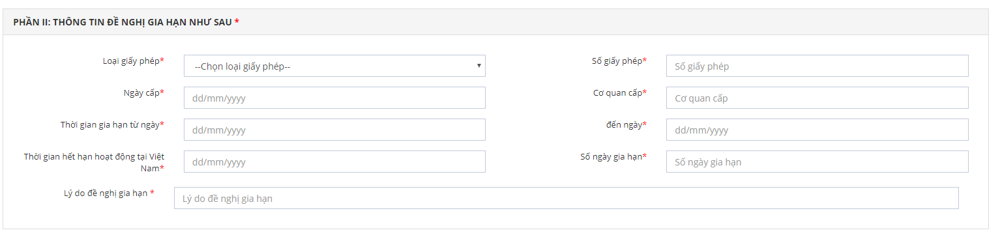 PHẦN II: THÔNG TIN ĐỀ NGHỊ GIA HẠN NHƯ SAU *
Loại giấy phép*
--Chọn loại giấy phép--
Số giấy phép*
Số giấy phép
Ngày cấp*
dd/mm/yyyy
Cơ quan cấp*
Cơ quan cấp
Thời gian gia hạn từ ngày*
dd/mm/yyyy
đến ngày*
dd/mm/yyyy
Thời gian hết hạn hoạt động tại Việt
Nam*
dd/mm/yyyy
Số ngày gia hạn*
Số ngày gia hạn
Lý do đề nghị gia hạn *
Lý do đề nghị gia hạn